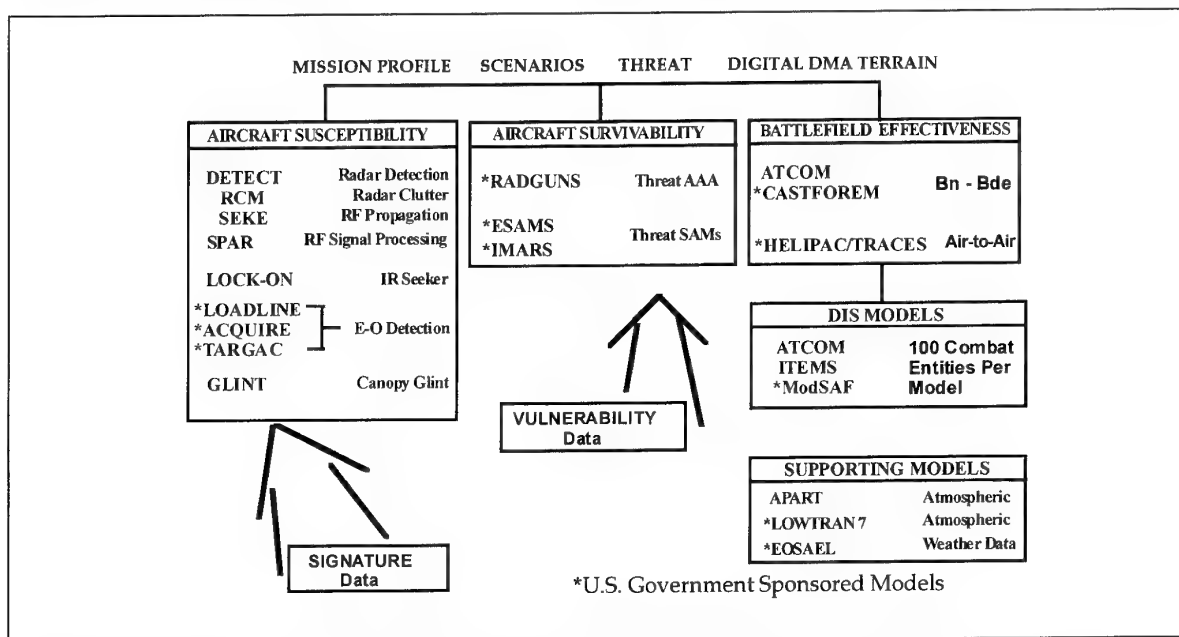 MISSION PROFILE SCENARIOS THREAT DIGITAL DMA TERRAIN
AIRCRAFT SUSCEPTIBILITY
DETECT Radar Detection
RCM Radar Clutter
SEKE RF Propagation
SPAR RF Signal Processing
LOCK-ON IR Seeker
*LOADLINE
*ACQUIRE E-O Detection
*TARGAC
GLINT Canopy Glint
AIRCRAFT SURVIVABILITY
*RADGUNS Threat AAA
*ESAMS Threat SAMs
*IMARS
BATTLEFIELD EFFECTIVENESS
ATCOM Bn - Bde
*CASTFOREM
*HELIPAC/TRACES Air-to-Air
DIS MODELS
ATCOM 100 Combat
ITEMS Entities Per
*ModSAF Model
VULNERABILITY
Data
SIGNATURE
Data
SUPPORTING MODELS
APART Atmospheric
*LOWTRAN 7 Atmospheric
*EOSAEL Weather Data
*U.S. Government Sponsored Models